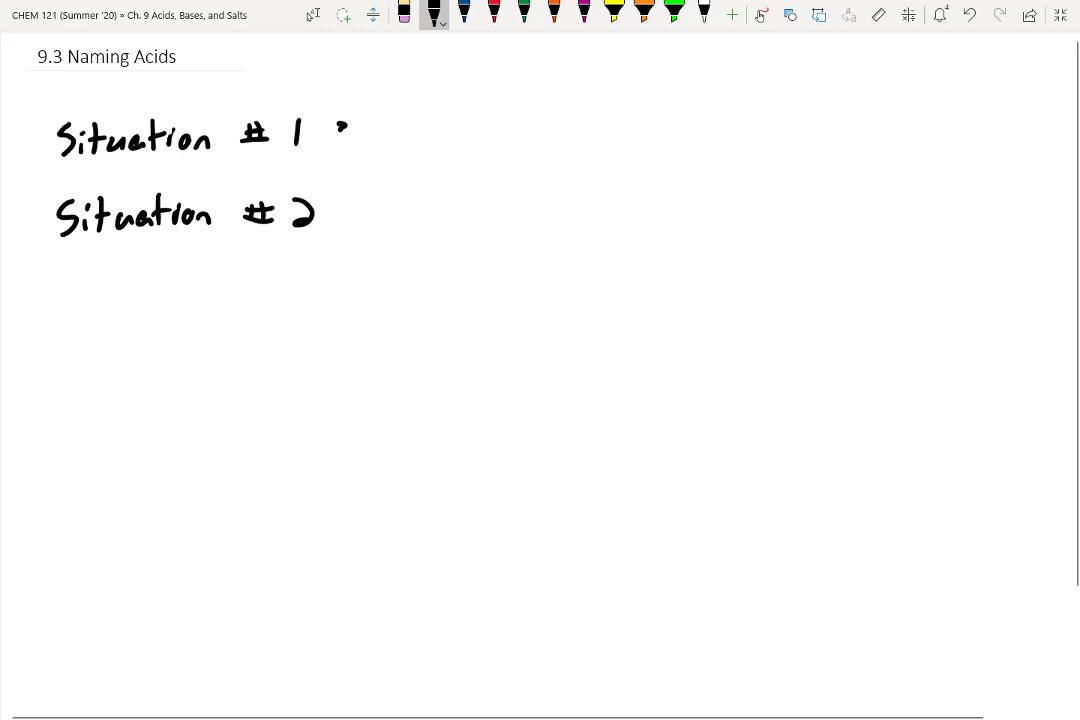 CHEM 121 (Summer '20) » Ch. 9 Acids, Bases, and Salts
9.3 Naming Acids
Situation # 1
Situation # 2